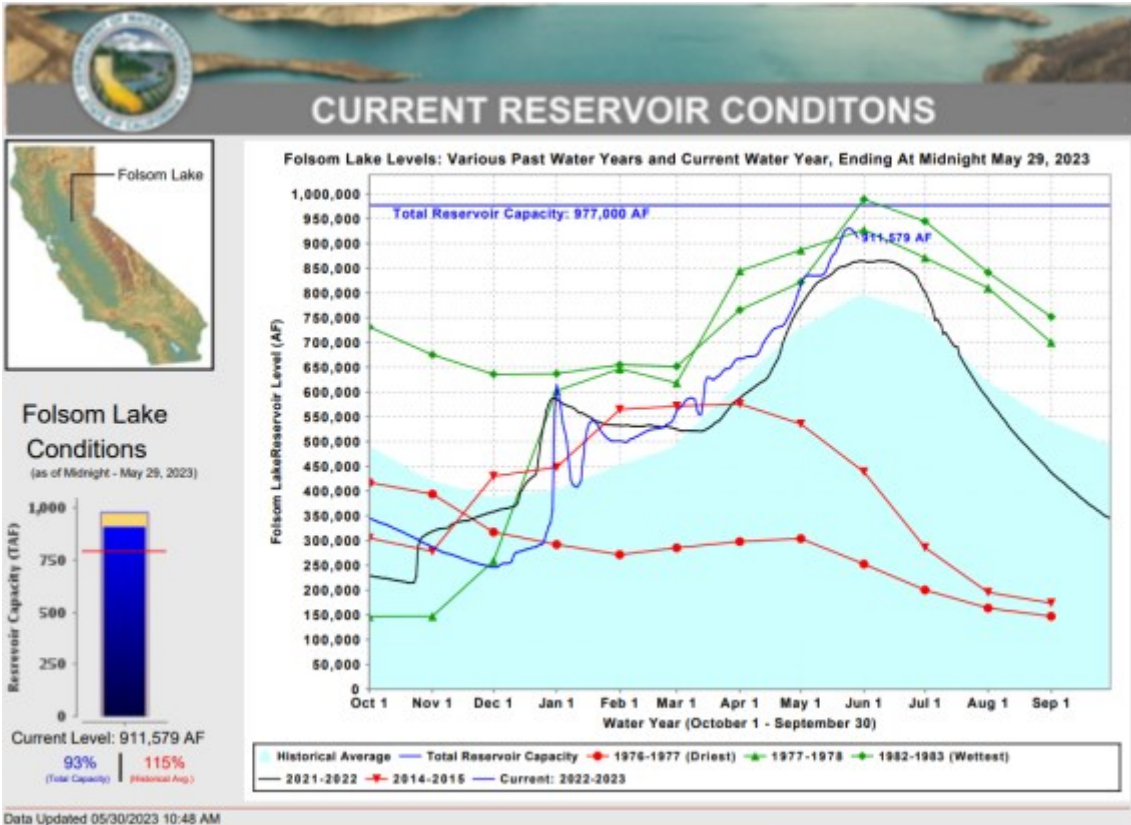 DEPARTMENT OF WATER RESOURCES
STATE OF CALIFORNIA
CURRENT RESERVOIR CONDITONS
Folsom Lake
Folsom Lake Levels: Various Past Water Years and Current Water Year, Ending At Midnight May 29, 2023
1,000,000
950,000
900,000
850,000
800,000
750,000
700,000
650,000
600,000
550,000
500,000
450,000
400,000
350,000
300,000
250,000
200,000
150,000
100,000
50,000
0
Folsom LakeReservoir Level (AF)
Total Reservoir Capacity: 977,000 AF
911,579 AF
Oct 1 Nov 1 Dec 1 Jan 1 Feb 1 Mar 1 Apr 1 May 1 Jun 1 Jul 1 Aug 1 Sep 1
Water Year (October 1 - September 30)
Historical Average Total Reservoir Capacity 1976-1977 (Driest) 1977-1978 1982-1983 (Wettest)
2021-2022 2014-2015 Current: 2022-2023
Folsom Lake
Conditions
(as of Midnight - May 29, 2023)
Reservoir Capacity (TAF)
1,000
750
500
250
0
Current Level: 911,579 AF
93% 115%
(Total Capacity) (Historical Avg.)
Data Updated 05/30/2023 10:48 AM